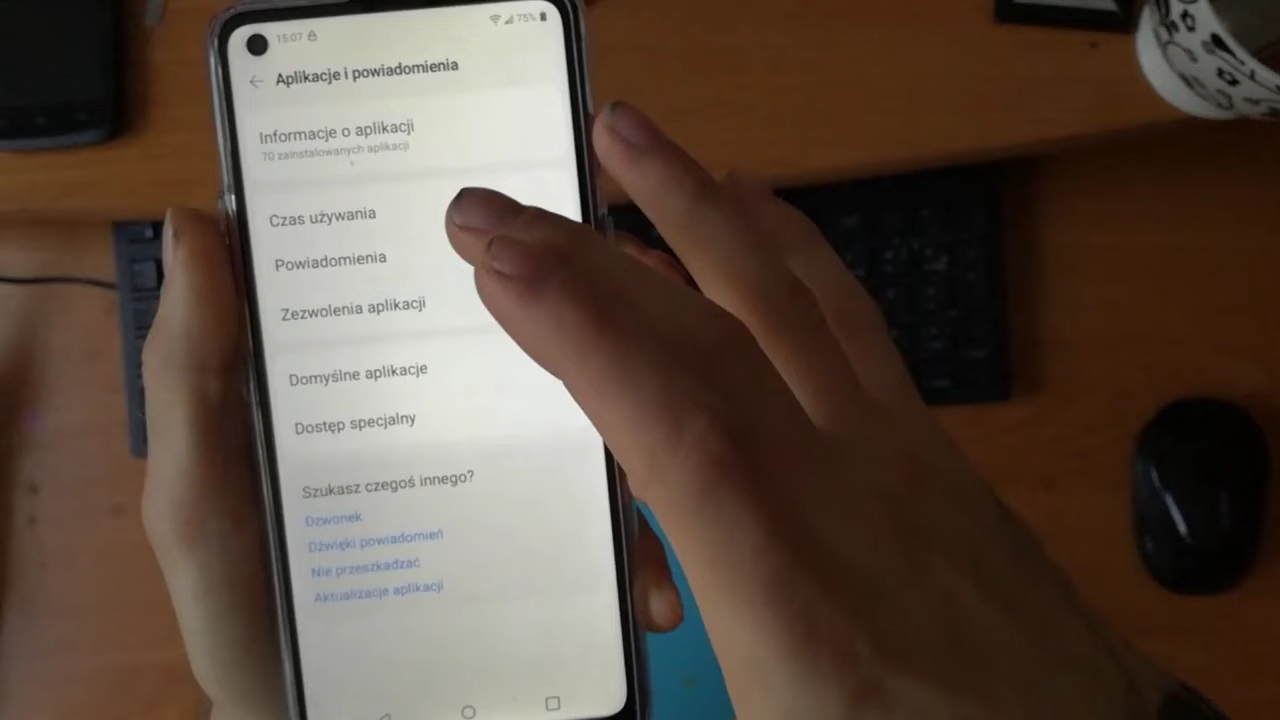 15:07
75%
Aplikacje i powiadomienia
Informacje o aplikacji
70 zainstalowanych aplikacji
Czas używania
Powiadomienia
Zezwolenia aplikacji
Domyślne aplikacje
Dostęp specjalny
Szukasz czegoś innego?
Dzwonek
Dźwięki powiadomień
Nie przeszkadzać
Aktualizacje aplikacji